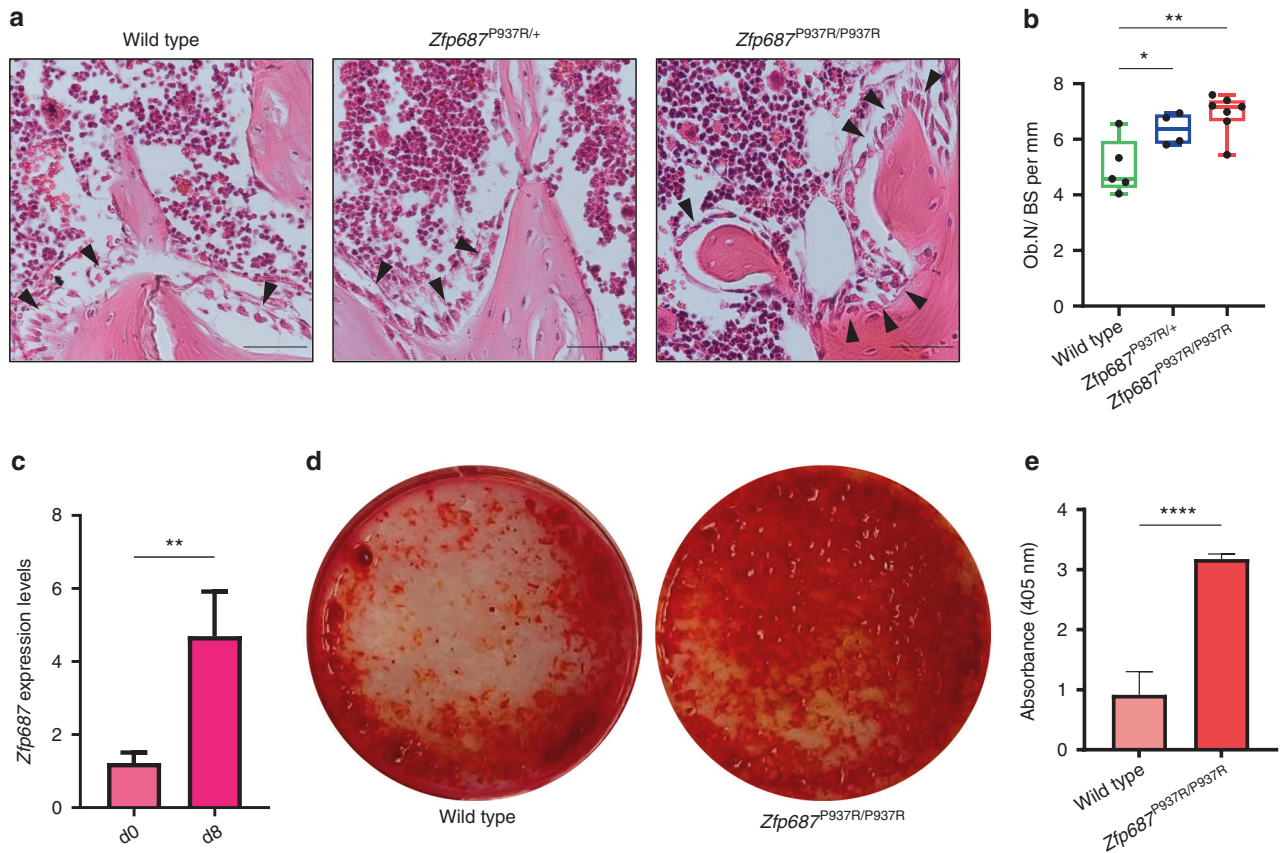 a
Wild type
Zfp687P937R/+
Zfp687P937R/P937R
b
**
*
8
6
4
2
0
Ob.N/ BS per mm
Wild type
Zfp687P937R/+
Zfp687P937R/P937R
c
8
6
4
2
0
Zfp687 expression levels
**
d0
d8
d
Wild type
Zfp687P937R/P937R
e
4
3
2
1
0
Absorbance (405 nm)
****
Wild type
Zfp687P937R/P937R